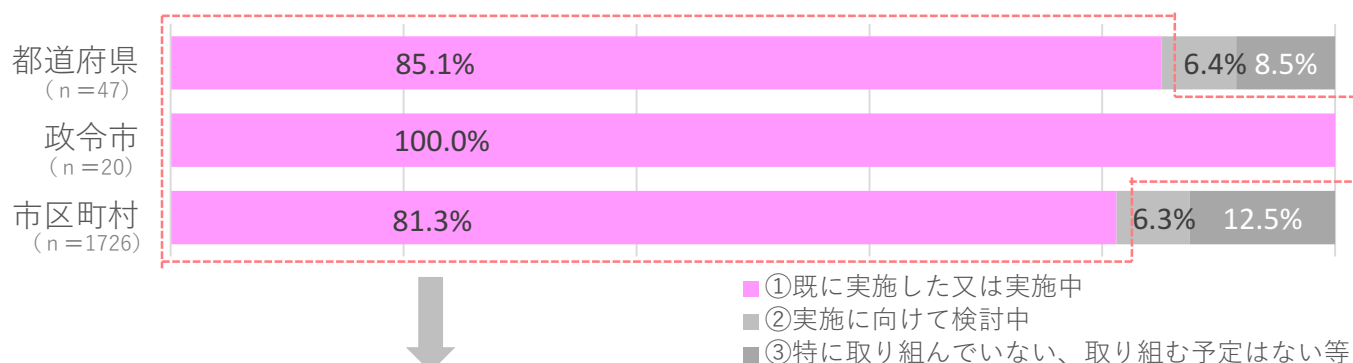 都道府県
（n＝47）
85.1%
6.4%
8.5%
政令市
（n＝20）
100.0%
市区町村
（n＝1726）
81.3%
6.3%
12.5%
①既に実施した又は実施中
②実施に向けて検討中
③特に取り組んでいない、取り組む予定はない等